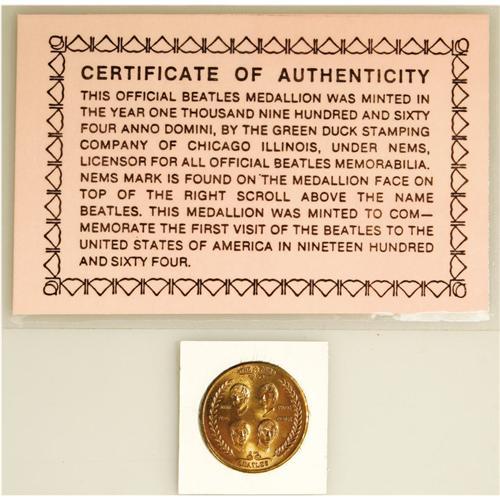 CERTIFICATE OF AUTHENTICITY
THIS OFFICIAL BEATLES MEDALLION WAS MINTED IN
THE YEAR ONE THOUSAND NINE HUNDRED AND SIXTY
FOUR ANNO DOMINI, BY THE GREEN DUCK STAMPING
COMPANY OF CHICAGO ILLINOIS, UNDER NEMS,
LICENSOR FOR ALL OFFICIAL BEATLES MEMORABILIA.
NEMS MARK IS FOUND ON THE MEDALLION FACE ON
TOP OF THE RIGHT SCROLL ABOVE THE NAME
BEATLES. THIS MEDALLION WAS MINTED TO COM—
MEMORATE THE FIRST VISIT OF THE BEATLES TO THE
UNITED STATES OF AMERICA IN NINETEEN HUNDRED
AND SIXTY FOUR.
BEATLES